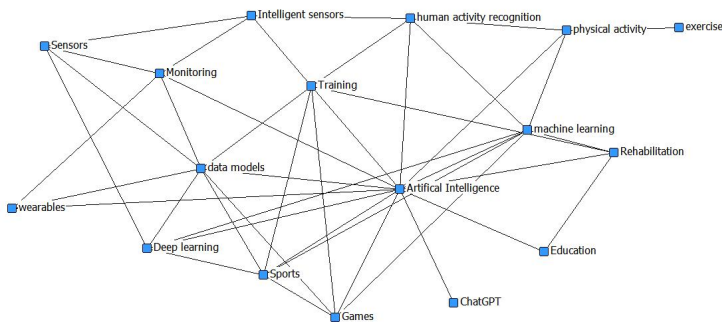 Intelligent sensors
human activity recognition
physical activity
exercise
Sensors
Monitoring
Training
machine learning
Rehabilitation
data models
Artifical Intelligence
wearables
Deep learning
Education
Sports
ChatGPT
Games